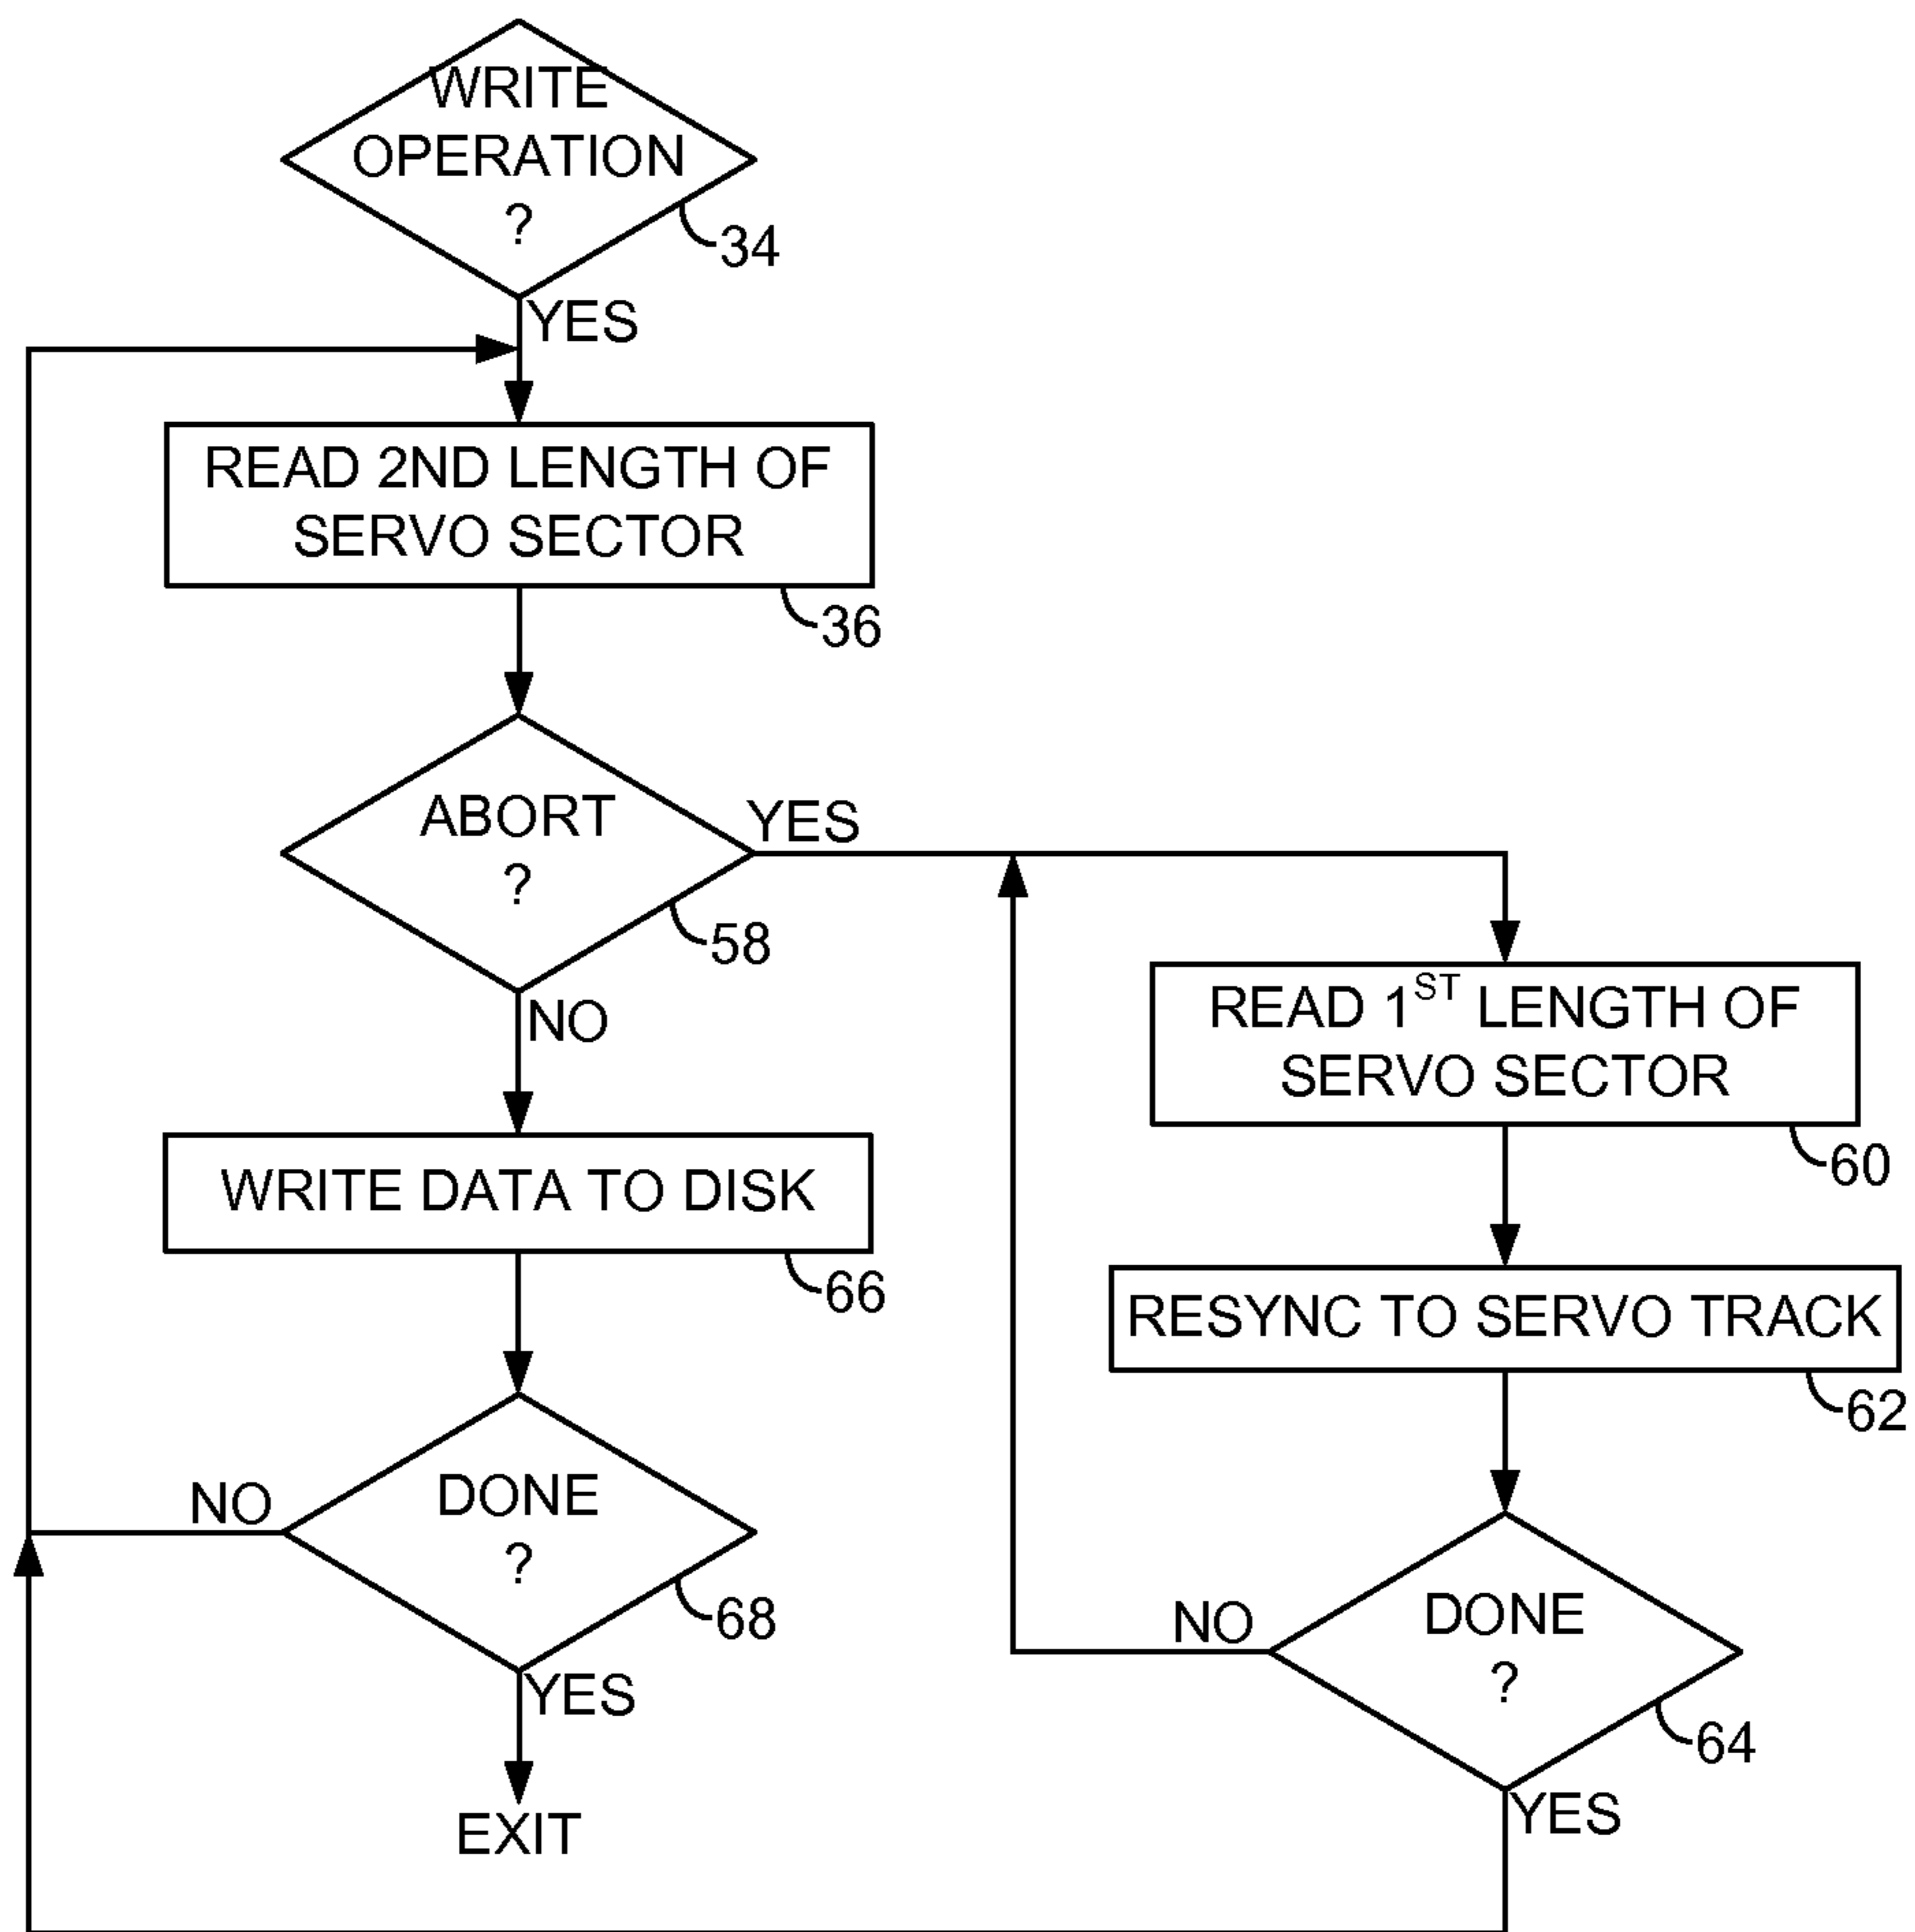 WRITE
OPERATION
?
34
YES
READ 2ND LENGTH OF
SERVO SECTOR
36
ABORT
?
YES
58
NO
READ 1ST LENGTH OF
SERVO SECTOR
60
WRITE DATA TO DISK
66
RESYNC TO SERVO TRACK
62
NO
DONE
?
68
YES
EXIT
NO
DONE
?
64
YES